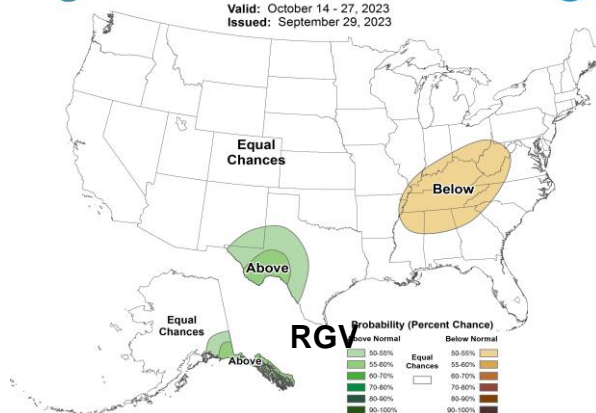 Valid: October 14 - 27, 2023
Issued: September 29, 2023
Equal
Chances
Below
Above
Equal
Chances
Above
RGV
Probability (Percent Chance)
Above Normal
Below Normal
Equal
Chances
50-55%
55-60%
60-70%
70-80%
80-90%
90-100%
50-55%
55-60%
60-70%
70-80%
80-90%
90-100%